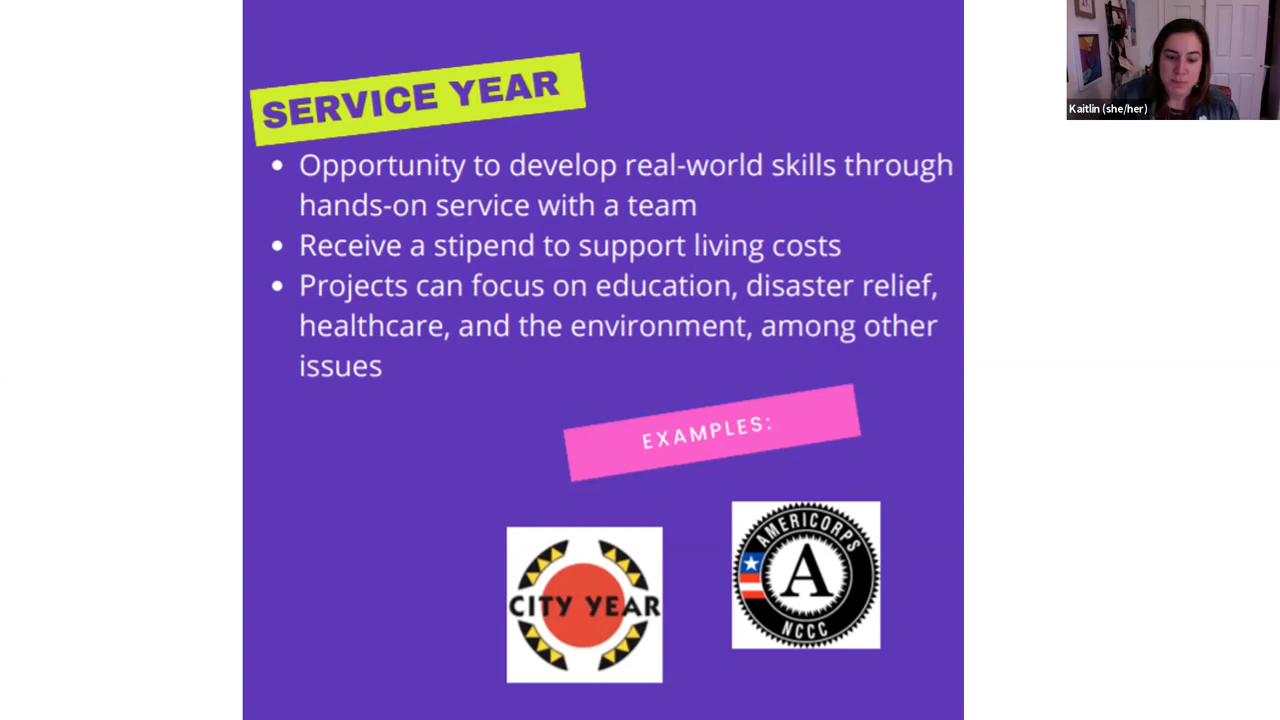 SERVICE YEAR
Opportunity to develop real-world skills through
hands-on service with a team
Receive a stipend to support living costs
Projects can focus on education, disaster relief,
healthcare, and the environment, among other
issues
EXAMPLES:
CITY YEAR
AMERICORPS
A
NCCC
Kaitlin (she/her)